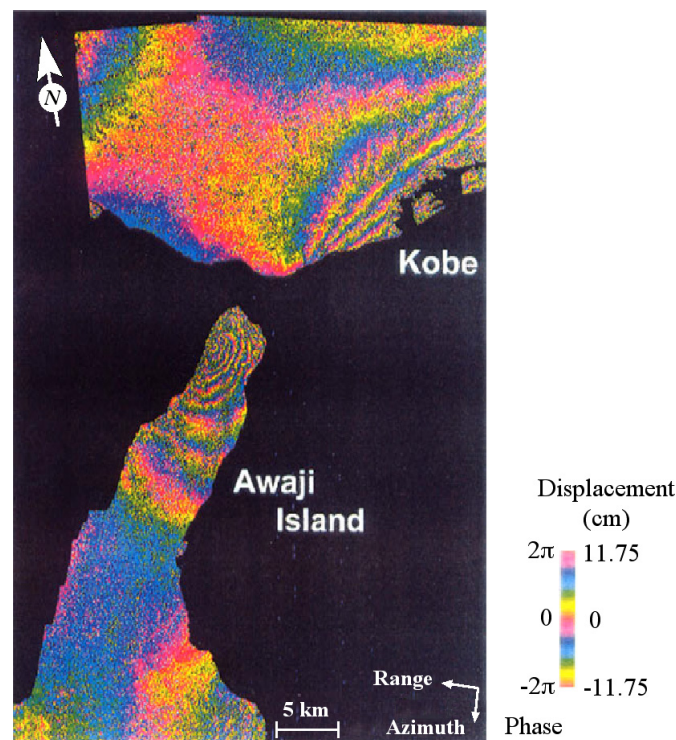 N
Kobe
Awaji
Island
Displacement
(cm)
2π 11.75
0 0
-2π -11.75
Range
5 km
Azimuth
Phase